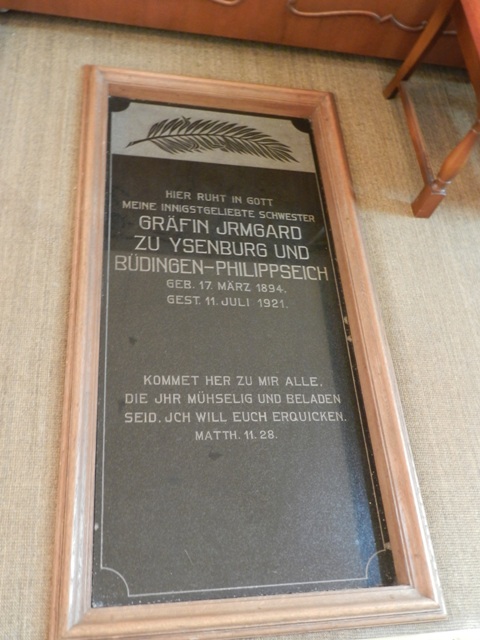 HIER RUHT IN GOTT
MEINE INNIGSTGELIEBTE SCHWESTER
GRÄFIN JRMGARD
ZU YSENBURG UND
BÜDINGEN-PHILIPPSEICH
GEB. 17. MÄRZ 1894.
GEST. 11. JULI 1921.
KOMMET HER ZU MIR ALLE,
DIE JHR MÜHSELIG UND BELADEN
SEID. JCH WILL EUCH ERQUICKEN.
MATTH. 11. 28.